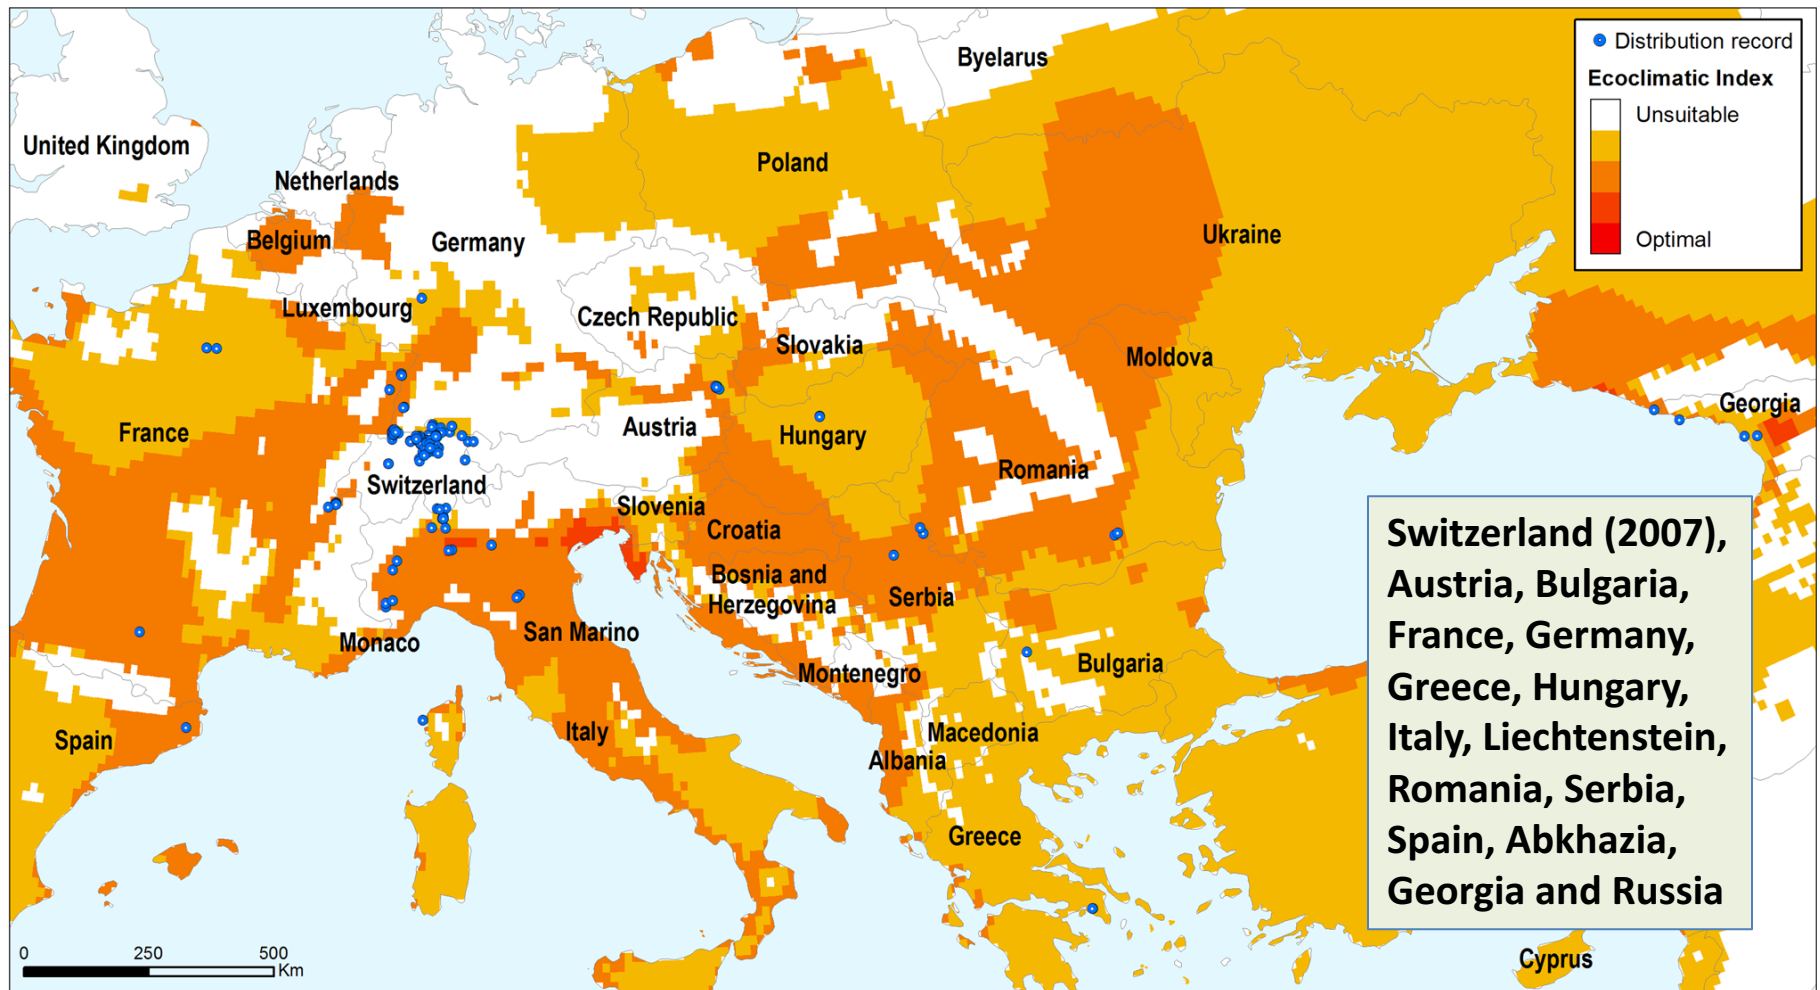 Byelarus
Distribution record
Ecoclimatic Index
Unsuitable
Optimal
United Kingdom
Netherlands
Poland
Belgium
Germany
Ukraine
Luxembourg
Czech Republic
Slovakia
Moldova
Georgia
France
Austria
Hungary
Romania
Switzerland
Slovenia
Croatia
Bosnia and
Herzegovina
Serbia
San Marino
Monaco
Montenegro
Bulgaria
Spain
Italy
Macedonia
Albania
Greece
Cyprus
Switzerland (2007),
Austria, Bulgaria,
France, Germany,
Greece, Hungary,
Italy, Liechtenstein,
Romania, Serbia,
Spain, Abkhazia,
Georgia and Russia
0 250 500
Km